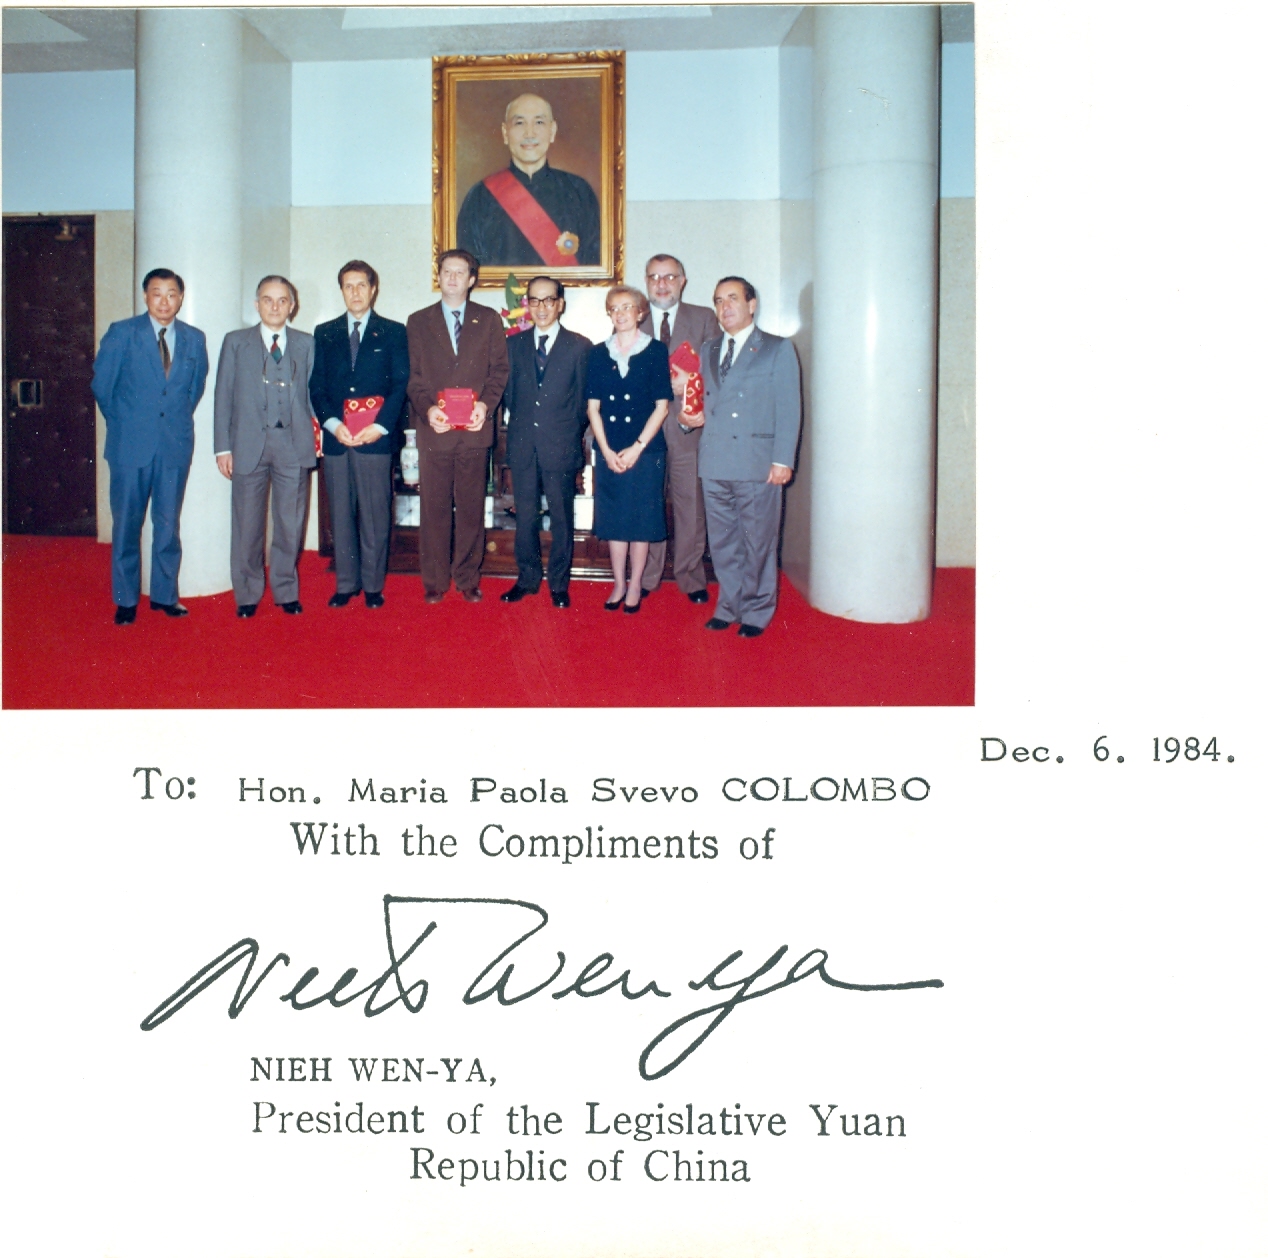 Dec. 6. 1984.
To: Hon. Maria Paola Svevo COLOMBO
With the Compliments of
Nieh Wen-ya
NIEH WEN-YA,
President of the Legislative Yuan
Republic of China